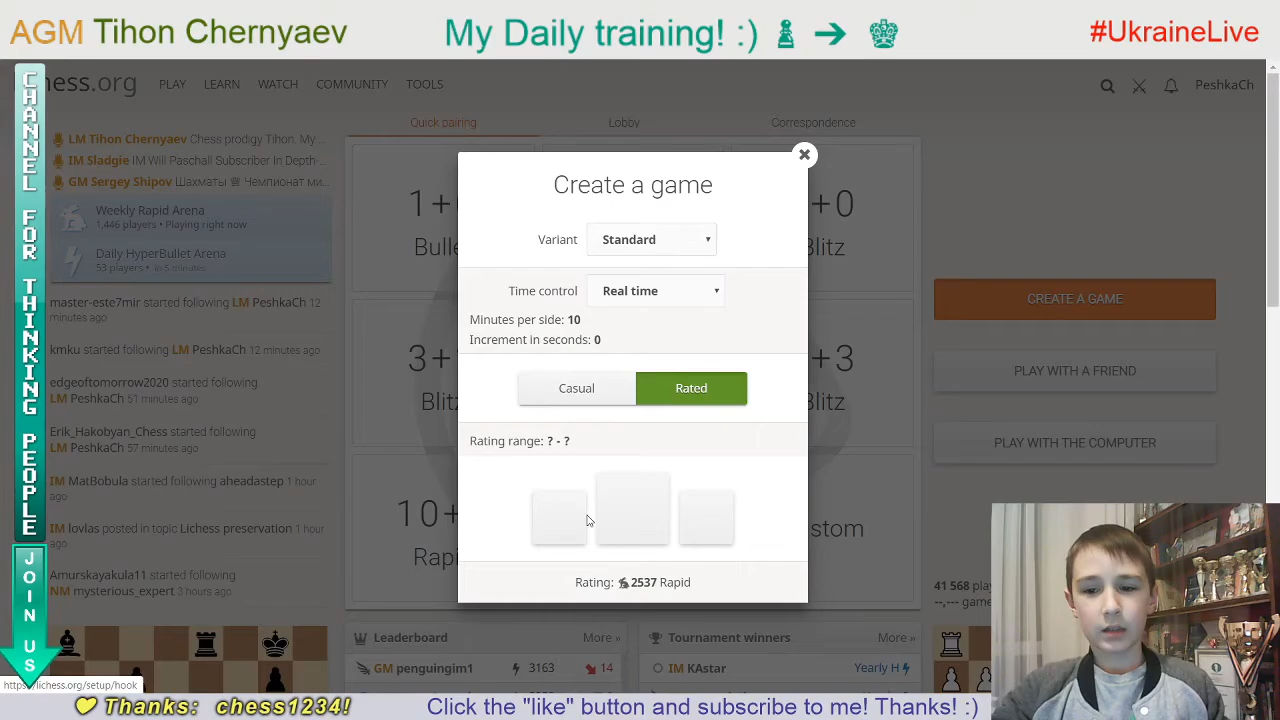 AGM Tihon Chernyaev
My Daily training! :)
#UkraineLive
CHANNEL FOR THINKING PEOPLE
JOIN US
hess.org
PLAY
LEARN
WATCH
COMMUNITY
TOOLS
PeshkaCh
LM Tihon Chernyaev Chess prodigy Tihon. My ...
IM Sladgie IM Will Paschall Subscriber In Depth-...
GM Sergey Shipov Шахматы ♕ Чемпионат ми...
Weekly Rapid Arena
1,446 players • Playing right now
Daily HyperBullet Arena
53 players • in 5 minutes
master-este7mir started following LM PeshkaCh 12
minutes ago
kmku started following LM PeshkaCh 12 minutes ago
edgeoftomorrow2020 started following
LM PeshkaCh 51 minutes ago
Erik_Hakobyan_Chess started following
LM PeshkaCh 57 minutes ago
IM MatBobula started following aheadastep 1 hour
ago
IM lovlas posted in topic Lichess preservation 1 hour
ago
Amurskayakula11 started following
NM mysterious_expert 3 hours ago
Quick pairing
Lobby
Correspondence
1+
Bulle
+0
Blitz
3+
Blitz
+3
Blitz
10+
Rap
stom
Create a game
Variant Standard
Time control Real time
Minutes per side: 10
Increment in seconds: 0
Casual
Rated
Rating range: ? - ?
Rating: 2537 Rapid
CREATE A GAME
PLAY WITH A FRIEND
PLAY WITH THE COMPUTER
41 568 play
--,--- game
Leaderboard
More »
GM penguingim1 3163 14
Tournament winners
More »
IM KAstar Yearly H
https://lichess.org/setup/hook
Thanks: chess1234!
Click the "like" button and subscribe to me! Thanks! :)